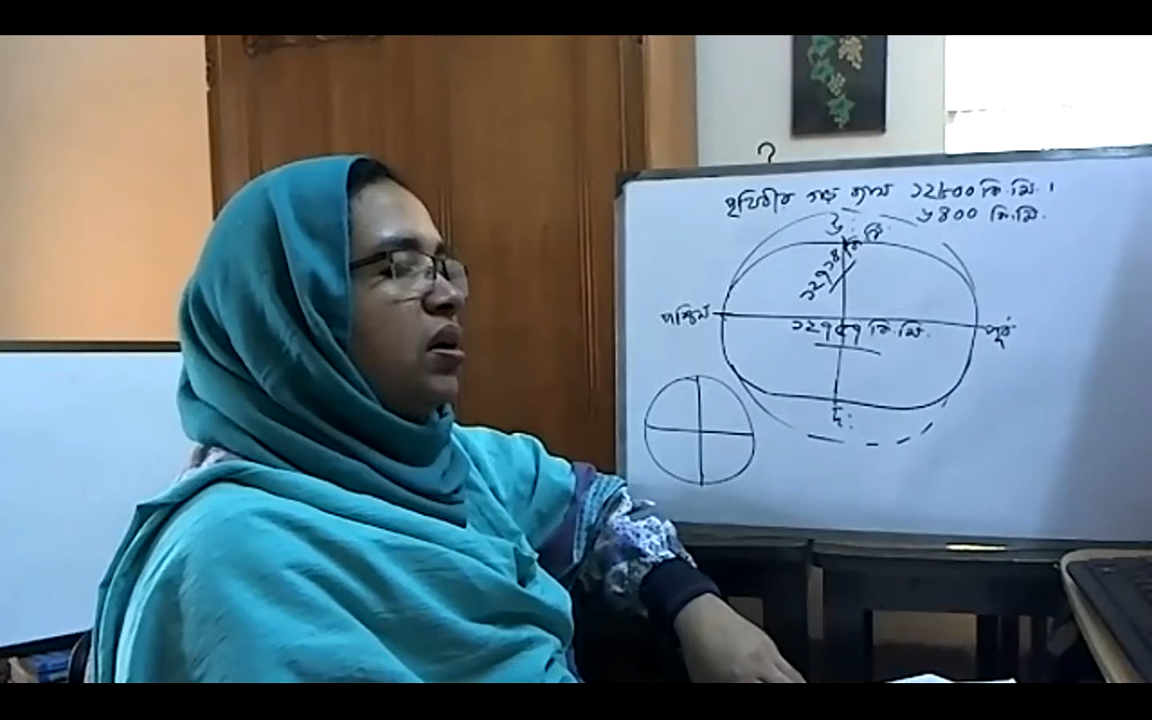 ?
পৃথিবীর গড় ব্যাস ১২৮০০ কি.মি.।
৬৪০০ কি.মি.
উ:
১২৭১৪ কি মি
পশ্চিম
১২৭৫৭ কি.মি.
পূর্ব
দ: